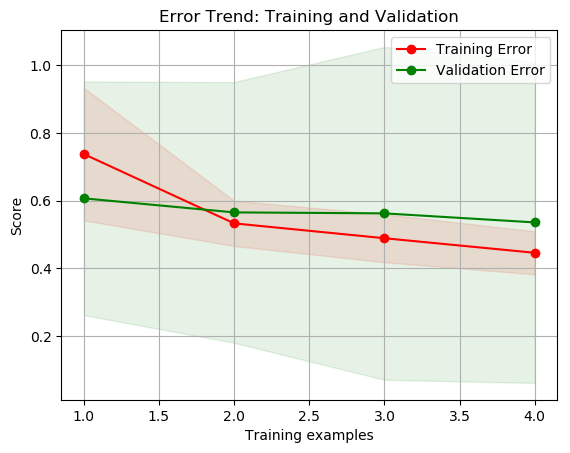 Error Trend: Training and Validation
Training Error
Validation Error
1.0
0.8
0.6
0.4
0.2
Score
1.0
1.5
2.0
2.5
3.0
3.5
4.0
Training examples